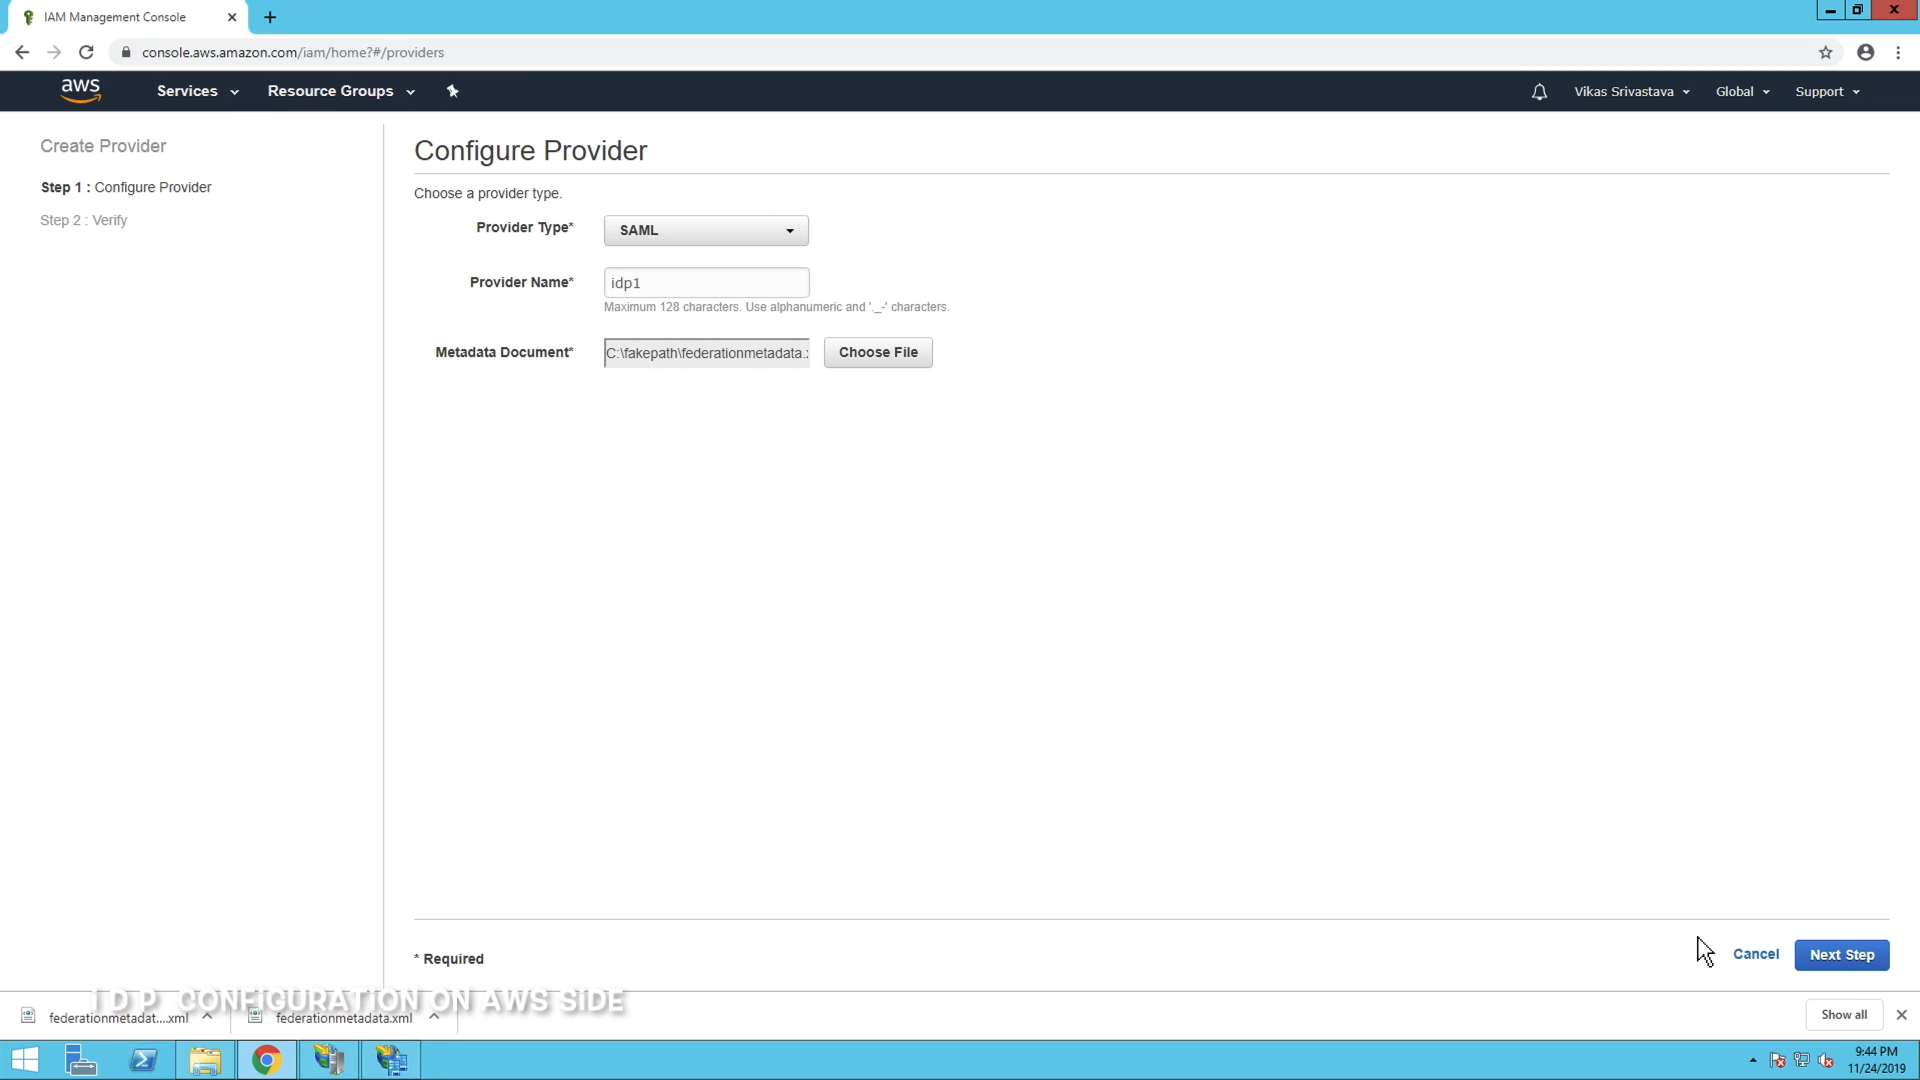 IAM Management Console
console.aws.amazon.com/iam/home?#/providers
aws
Services
Resource Groups
Vikas Srivastava
Global
Support
Create Provider
Step 1 : Configure Provider
Step 2 : Verify
Configure Provider
Choose a provider type.
Provider Type*
SAML
Provider Name*
idp1
Maximum 128 characters. Use alphanumeric and '._-' characters.
Metadata Document*
C:\fakepath\federationmetadata.
Choose File
* Required
Cancel
Next Step
I D P CONFIGURATION ON AWS SIDE
federationmetadat....xml
federationmetadata.xml
Show all
9:44 PM
11/24/2019